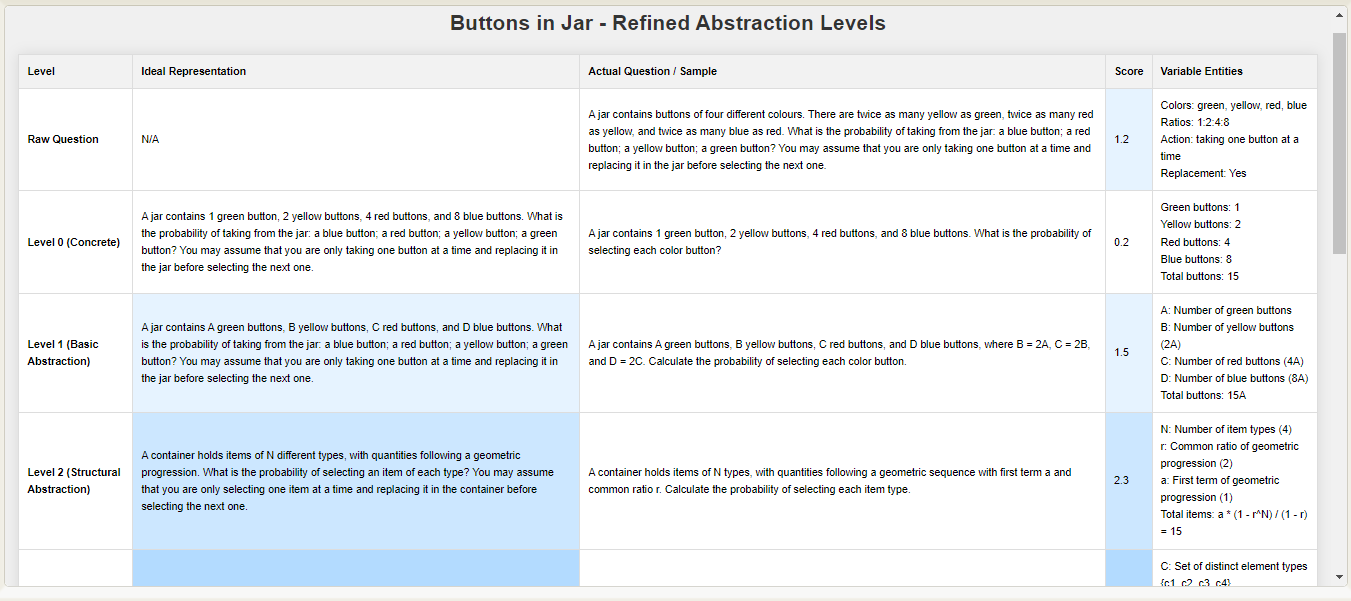 Buttons in Jar - Refined Abstraction Levels
Level
Ideal Representation
Actual Question / Sample
Score
Variable Entities
Raw Question
N/A
A jar contains buttons of four different colours. There are twice as many yellow as green, twice as many red
as yellow, and twice as many blue as red. What is the probability of taking from the jar: a blue button; a red
button; a yellow button; a green button? You may assume that you are only taking one button at a time and
replacing it in the jar before selecting the next one.
1.2
Colors: green, yellow, red, blue
Ratios: 1:2:4:8
Action: taking one button at a
time
Replacement: Yes
Level 0 (Concrete)
A jar contains 1 green button, 2 yellow buttons, 4 red buttons, and 8 blue buttons. What is
the probability of taking from the jar: a blue button; a red button; a yellow button; a green
button? You may assume that you are only taking one button at a time and replacing it in
the jar before selecting the next one.
A jar contains 1 green button, 2 yellow buttons, 4 red buttons, and 8 blue buttons. What is the probability of
selecting each color button?
0.2
Green buttons: 1
Yellow buttons: 2
Red buttons: 4
Blue buttons: 8
Total buttons: 15
Level 1 (Basic
Abstraction)
A jar contains A green buttons, B yellow buttons, C red buttons, and D blue buttons. What
is the probability of taking from the jar: a blue button; a red button; a yellow button; a green
button? You may assume that you are only taking one button at a time and replacing it in
the jar before selecting the next one.
A jar contains A green buttons, B yellow buttons, C red buttons, and D blue buttons, where B = 2A, C = 2B,
and D = 2C. Calculate the probability of selecting each color button.
1.5
A: Number of green buttons
B: Number of yellow buttons
(2A)
C: Number of red buttons (4A)
D: Number of blue buttons (8A)
Total buttons: 15A
Level 2 (Structural
Abstraction)
A container holds items of N different types, with quantities following a geometric
progression. What is the probability of selecting an item of each type? You may assume
that you are only selecting one item at a time and replacing it in the container before
selecting the next one.
A container holds items of N types, with quantities following a geometric sequence with first term a and
common ratio r. Calculate the probability of selecting each item type.
2.3
N: Number of item types (4)
r: Common ratio of geometric
progression (2)
a: First term of geometric
progression (1)
Total items: a * (1 - r^N) / (1 - r)
= 15
C: Set of distinct element types
{c1, c2, c3, c4}